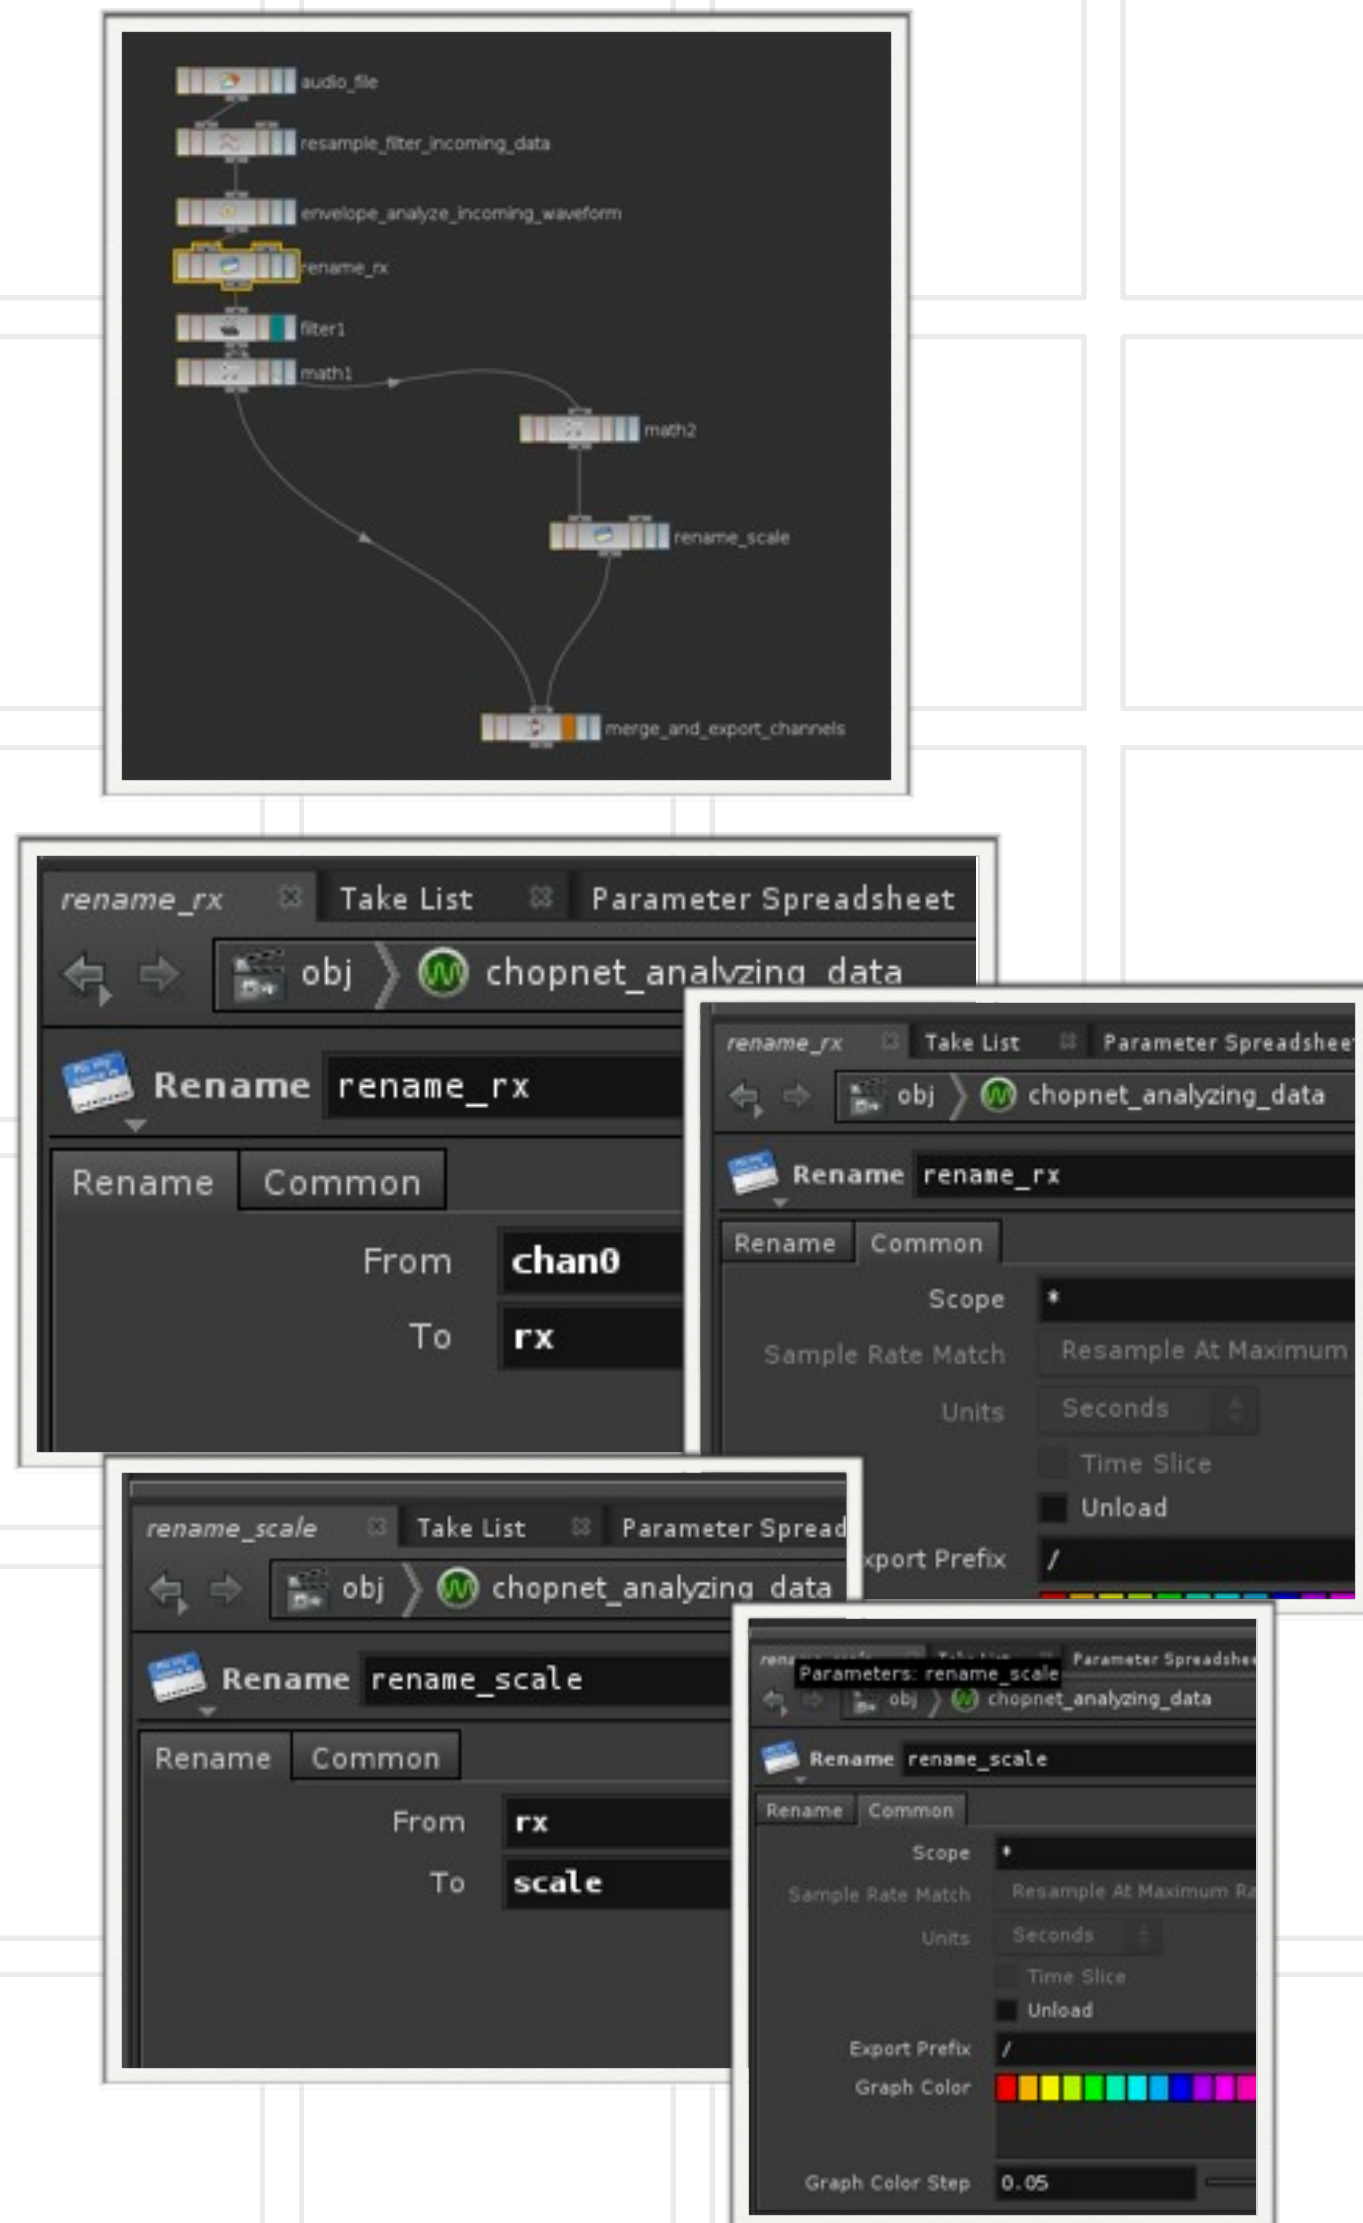 audio_file
resample_filter_incoming_data
envelope_analyze_incoming_waveform
rename_rx
filter1
math1
math2
rename_scale
merge_and_export_channels
rename_rx Take List Parameter Spreadsheet
obj chopnet_analyzing_data
Rename rename_rx
Rename Common
From chan0
To rx
rename_rx Take List Parameter Spreadshee
obj chopnet_analyzing_data
Rename rename_rx
Rename Common
Scope *
Sample Rate Match Resample At Maximum
Units Seconds
Time Slice
Unload
xport Prefix /
rename_scale Take List Parameter Spread
obj chopnet_analyzing data
Rename rename_scale
Rename Common
From rx
To scale
Parameter Spreadshee
Parameters: rename_scale
obj chopnet_analyzing_data
Rename rename_scale
Rename Common
Scope *
Sample Rate Match Resample At Maximum Ra
Units Seconds
Time Slice
Unload
Export Prefix /
Graph Color
Graph Color Step 0.05